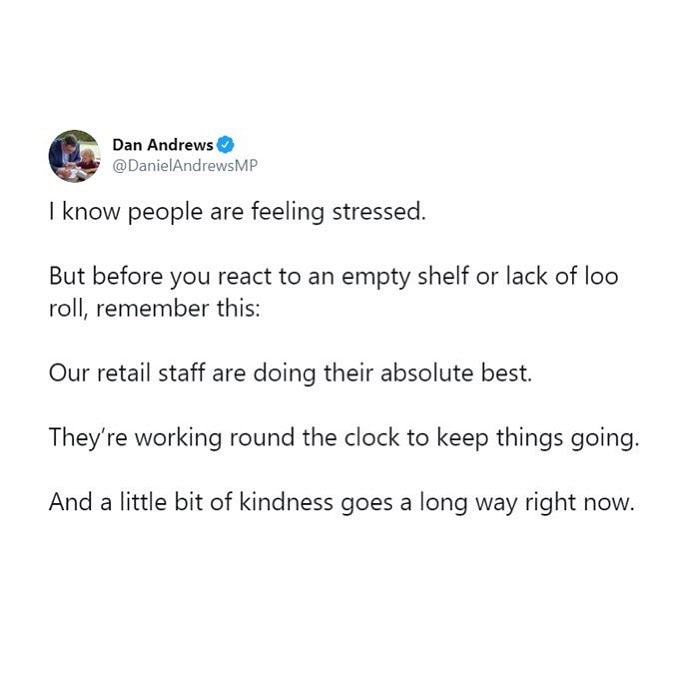 Dan Andrews
@DanielAndrewsMP
I know people are feeling stressed.
But before you react to an empty shelf or lack of loo
roll, remember this:
Our retail staff are doing their absolute best.
They’re working round the clock to keep things going.
And a little bit of kindness goes a long way right now.